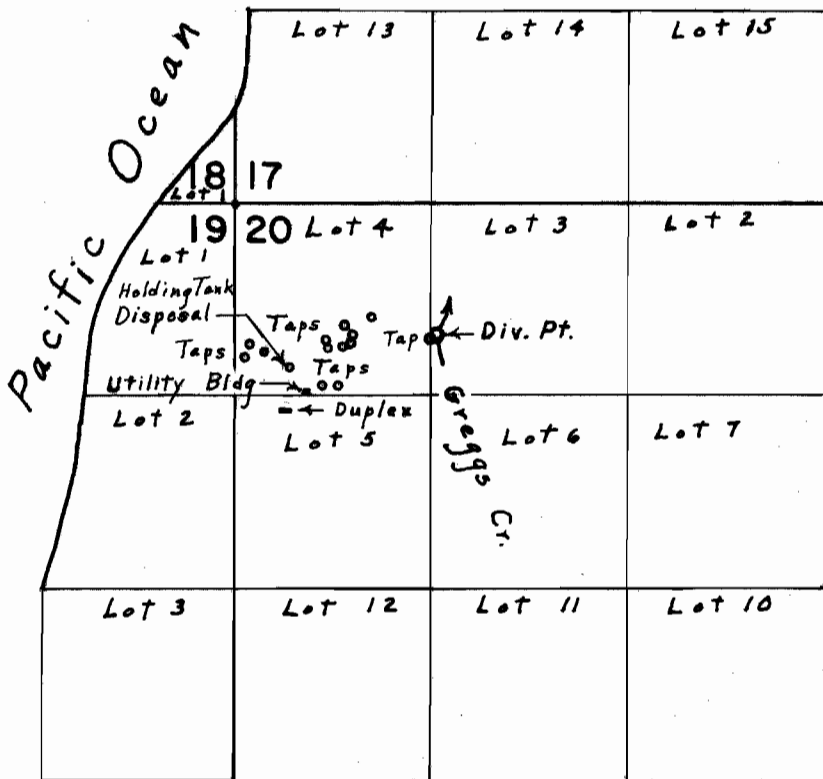 Lot 13
Lot 14
Lot 15
Pacific Ocean
18 17
Lot 1
19 20
Lot 4
Lot 3
Lot 2
Lot 1
Holding Tank
Disposal
Taps
Tap
Div. Pt.
Taps
Taps
Utility Bldg
Duplex
Greggs Cr.
Lot 2
Lot 5
Lot 6
Lot 7
Lot 3
Lot 12
Lot 11
Lot 10